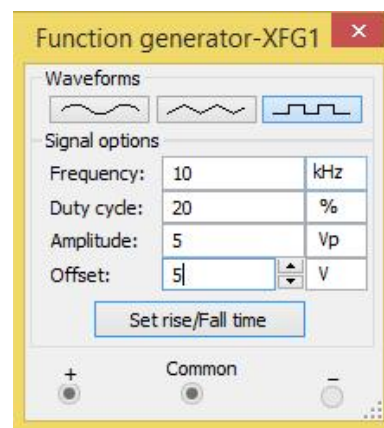 Function generator-XFG1
Waveforms
Signal options
Frequency: 10 kHz
Duty cycle: 20 %
Amplitude: 5 Vp
Offset: 5 V
Set rise/Fall time
+ Common −